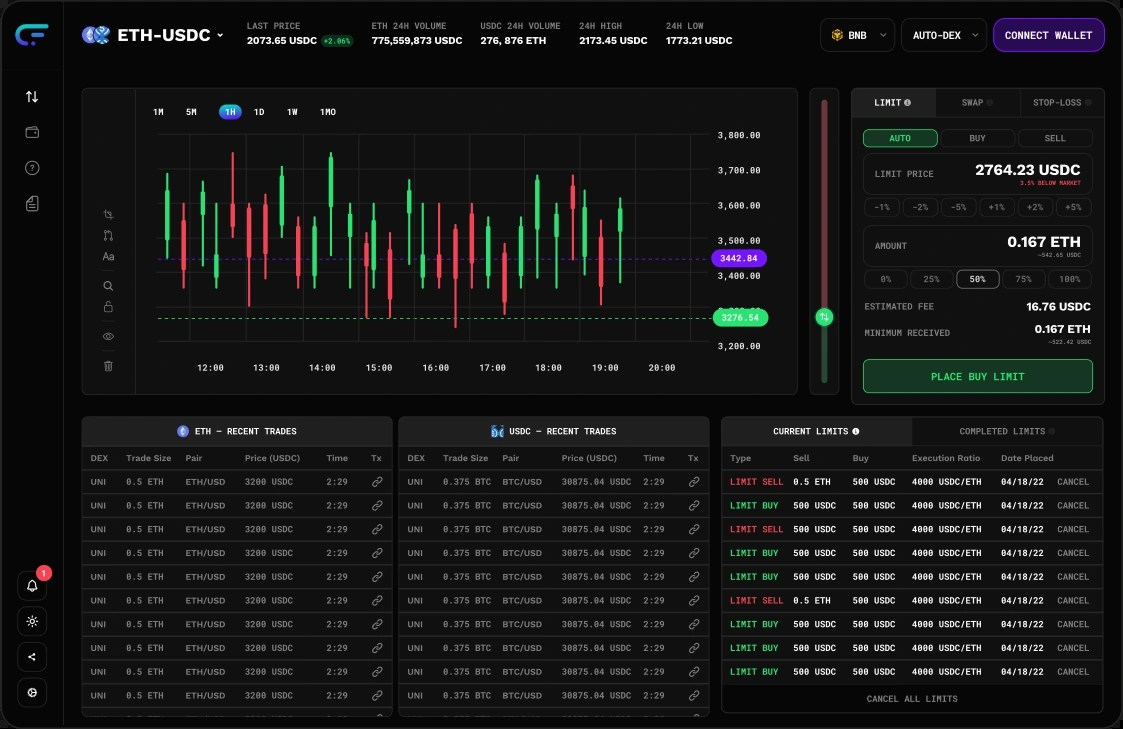 ETH-USDC
LAST PRICE
2073.65 USDC +2.06%
ETH 24H VOLUME
775,559,873 USDC
USDC 24H VOLUME
276, 876 ETH
24H HIGH
2173.45 USDC
24H LOW
1773.21 USDC
BNB
AUTO-DEX
CONNECT WALLET
1M 5M 1H 1D 1W 1MO
Aa
3,800.00
3,700.00
3,600.00
3,500.00
3442.84
3,400.00
3276.54
3,200.00
12:00 13:00 14:00 15:00 16:00 17:00 18:00 19:00 20:00
LIMIT SWAP STOP-LOSS
AUTO BUY SELL
LIMIT PRICE 2764.23 USDC
3.5% BELOW MARKET
-1% -2% -5% +1% +2% +5%
AMOUNT 0.167 ETH
~542.65 USDC
0% 25% 50% 75% 100%
ESTIMATED FEE 16.76 USDC
MINIMUM RECEIVED 0.167 ETH
~522.42 USDC
PLACE BUY LIMIT
ETH – RECENT TRADES
DEX Trade Size Pair Price (USDC) Time Tx
UNI 0.5 ETH ETH/USD 3200 USDC 2:29
UNI 0.5 ETH ETH/USD 3200 USDC 2:29
UNI 0.5 ETH ETH/USD 3200 USDC 2:29
UNI 0.5 ETH ETH/USD 3200 USDC 2:29
UNI 0.5 ETH ETH/USD 3200 USDC 2:29
UNI 0.5 ETH ETH/USD 3200 USDC 2:29
UNI 0.5 ETH ETH/USD 3200 USDC 2:29
UNI 0.5 ETH ETH/USD 3200 USDC 2:29
UNI 0.5 ETH ETH/USD 3200 USDC 2:29
UNI 0.5 ETH ETH/USD 3200 USDC 2:29
USDC – RECENT TRADES
DEX Trade Size Pair Price (USDC) Time Tx
UNI 0.375 BTC BTC/USD 30875.04 USDC 2:29
UNI 0.375 BTC BTC/USD 30875.04 USDC 2:29
UNI 0.375 BTC BTC/USD 30875.04 USDC 2:29
UNI 0.375 BTC BTC/USD 30875.04 USDC 2:29
UNI 0.375 BTC BTC/USD 30875.04 USDC 2:29
UNI 0.375 BTC BTC/USD 30875.04 USDC 2:29
UNI 0.375 BTC BTC/USD 30875.04 USDC 2:29
UNI 0.375 BTC BTC/USD 30875.04 USDC 2:29
UNI 0.375 BTC BTC/USD 30875.04 USDC 2:29
UNI 0.375 BTC BTC/USD 30875.04 USDC 2:29
CURRENT LIMITS COMPLETED LIMITS
Type Sell Buy Execution Ratio Date Placed
LIMIT SELL 0.5 ETH 500 USDC 4000 USDC/ETH 04/18/22 CANCEL
LIMIT BUY 500 USDC 500 USDC 4000 USDC/ETH 04/18/22 CANCEL
LIMIT SELL 500 USDC 500 USDC 4000 USDC/ETH 04/18/22 CANCEL
LIMIT BUY 500 USDC 500 USDC 4000 USDC/ETH 04/18/22 CANCEL
LIMIT BUY 500 USDC 500 USDC 4000 USDC/ETH 04/18/22 CANCEL
LIMIT SELL 0.5 ETH 500 USDC 4000 USDC/ETH 04/18/22 CANCEL
LIMIT BUY 500 USDC 500 USDC 4000 USDC/ETH 04/18/22 CANCEL
LIMIT BUY 500 USDC 500 USDC 4000 USDC/ETH 04/18/22 CANCEL
LIMIT BUY 500 USDC 500 USDC 4000 USDC/ETH 04/18/22 CANCEL
CANCEL ALL LIMITS
1